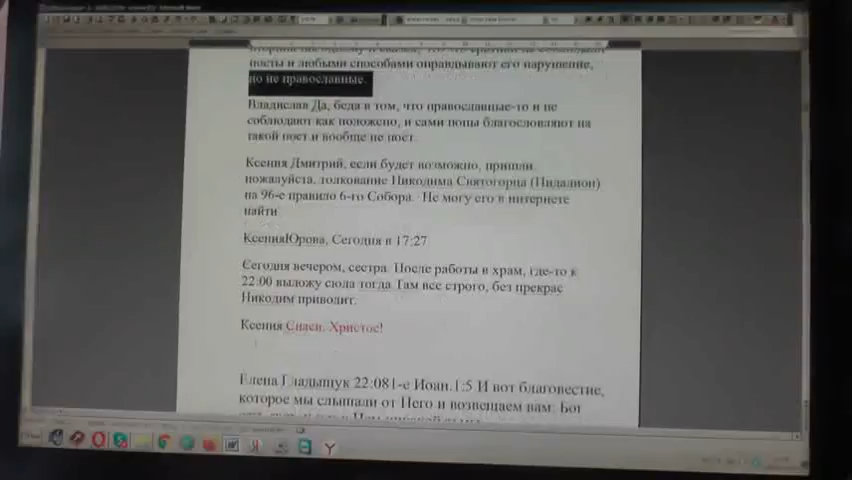 посты и любыми способами оправдывают его нарушение,
но не православные.
Владислав Да, беда в том, что православные-то и не
соблюдают как положено, и сами попы благословляют на
такой пост и вообще не пост.
Ксения Дмитрий, если будет возможно, пришли,
пожалуйста, толкование Никодима Святогорца (Пидалион)
на 96-е правило 6-го Собора. Не могу его в интернете
найти
КсенияЮрова, Сегодня в 17:27
Сегодня вечером, сестра. После работы в храм, где-то к
22:00 выложу сюда тогда. Там все строго, без прекрас
Никодим приводит.
Ксения Спаси, Христос!
Елена Гладыщук 22:081-е Иоан.1:5 И вот благовестие,
которое мы слышали от Него и возвещаем вам: Бог